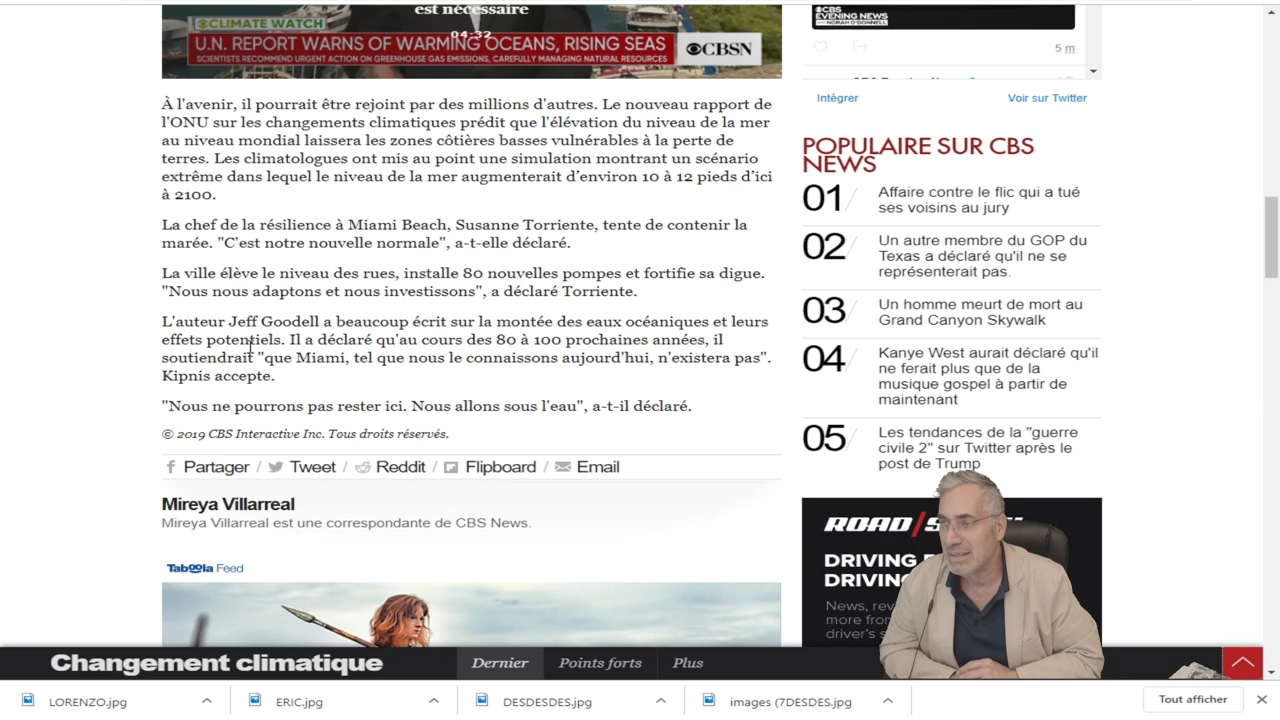 est nécessaire
04:32
CLIMATE WATCH
U.N. REPORT WARNS OF WARMING OCEANS, RISING SEAS
SCIENTISTS RECOMMEND URGENT ACTION ON GREENHOUSE GAS EMISSIONS, CAREFULLY MANAGING NATURAL RESOURCES
CBSN
À l'avenir, il pourrait être rejoint par des millions d'autres. Le nouveau rapport de
l'ONU sur les changements climatiques prédit que l'élévation du niveau de la mer
au niveau mondial laissera les zones côtières basses vulnérables à la perte de
terres. Les climatologues ont mis au point une simulation montrant un scénario
extrême dans lequel le niveau de la mer augmenterait d’environ 10 à 12 pieds d’ici
à 2100.
La chef de la résilience à Miami Beach, Susanne Torriente, tente de contenir la
marée. "C'est notre nouvelle normale", a-t-elle déclaré.
La ville élève le niveau des rues, installe 80 nouvelles pompes et fortifie sa digue.
"Nous nous adaptons et nous investissons", a déclaré Torriente.
L'auteur Jeff Goodell a beaucoup écrit sur la montée des eaux océaniques et leurs
effets potentiels. Il a déclaré qu'au cours des 80 à 100 prochaines années, il
soutiendrait "que Miami, tel que nous le connaissons aujourd'hui, n'existera pas".
Kipnis accepte.
"Nous ne pourrons pas rester ici. Nous allons sous l'eau", a-t-il déclaré.
© 2019 CBS Interactive Inc. Tous droits réservés.
Partager / Tweet / Reddit / Flipboard / Email
Mireya Villarreal
Mireya Villarreal est une correspondante de CBS News.
Taboola Feed
CBS
EVENING NEWS
WITH NORAH O'DONNELL
5 m
Intégrer
Voir sur Twitter
POPULAIRE SUR CBS
NEWS
01
Affaire contre le flic qui a tué
ses voisins au jury
02
Un autre membre du GOP du
Texas a déclaré qu'il ne se
représenterait pas.
03
Un homme meurt de mort au
Grand Canyon Skywalk
04
Kanye West aurait déclaré qu'il
ne ferait plus que de la
musique gospel à partir de
maintenant
05
Les tendances de la "guerre
civile 2" sur Twitter après le
post de Trump
ROAD/S
DRIVING
DRIVING
News,
more from
driver's
Changement climatique
Dernier
Points forts
Plus
LORENZO.jpg
ERIC.jpg
DESDESDES.jpg
images (7DESDES.jpg
Tout afficher